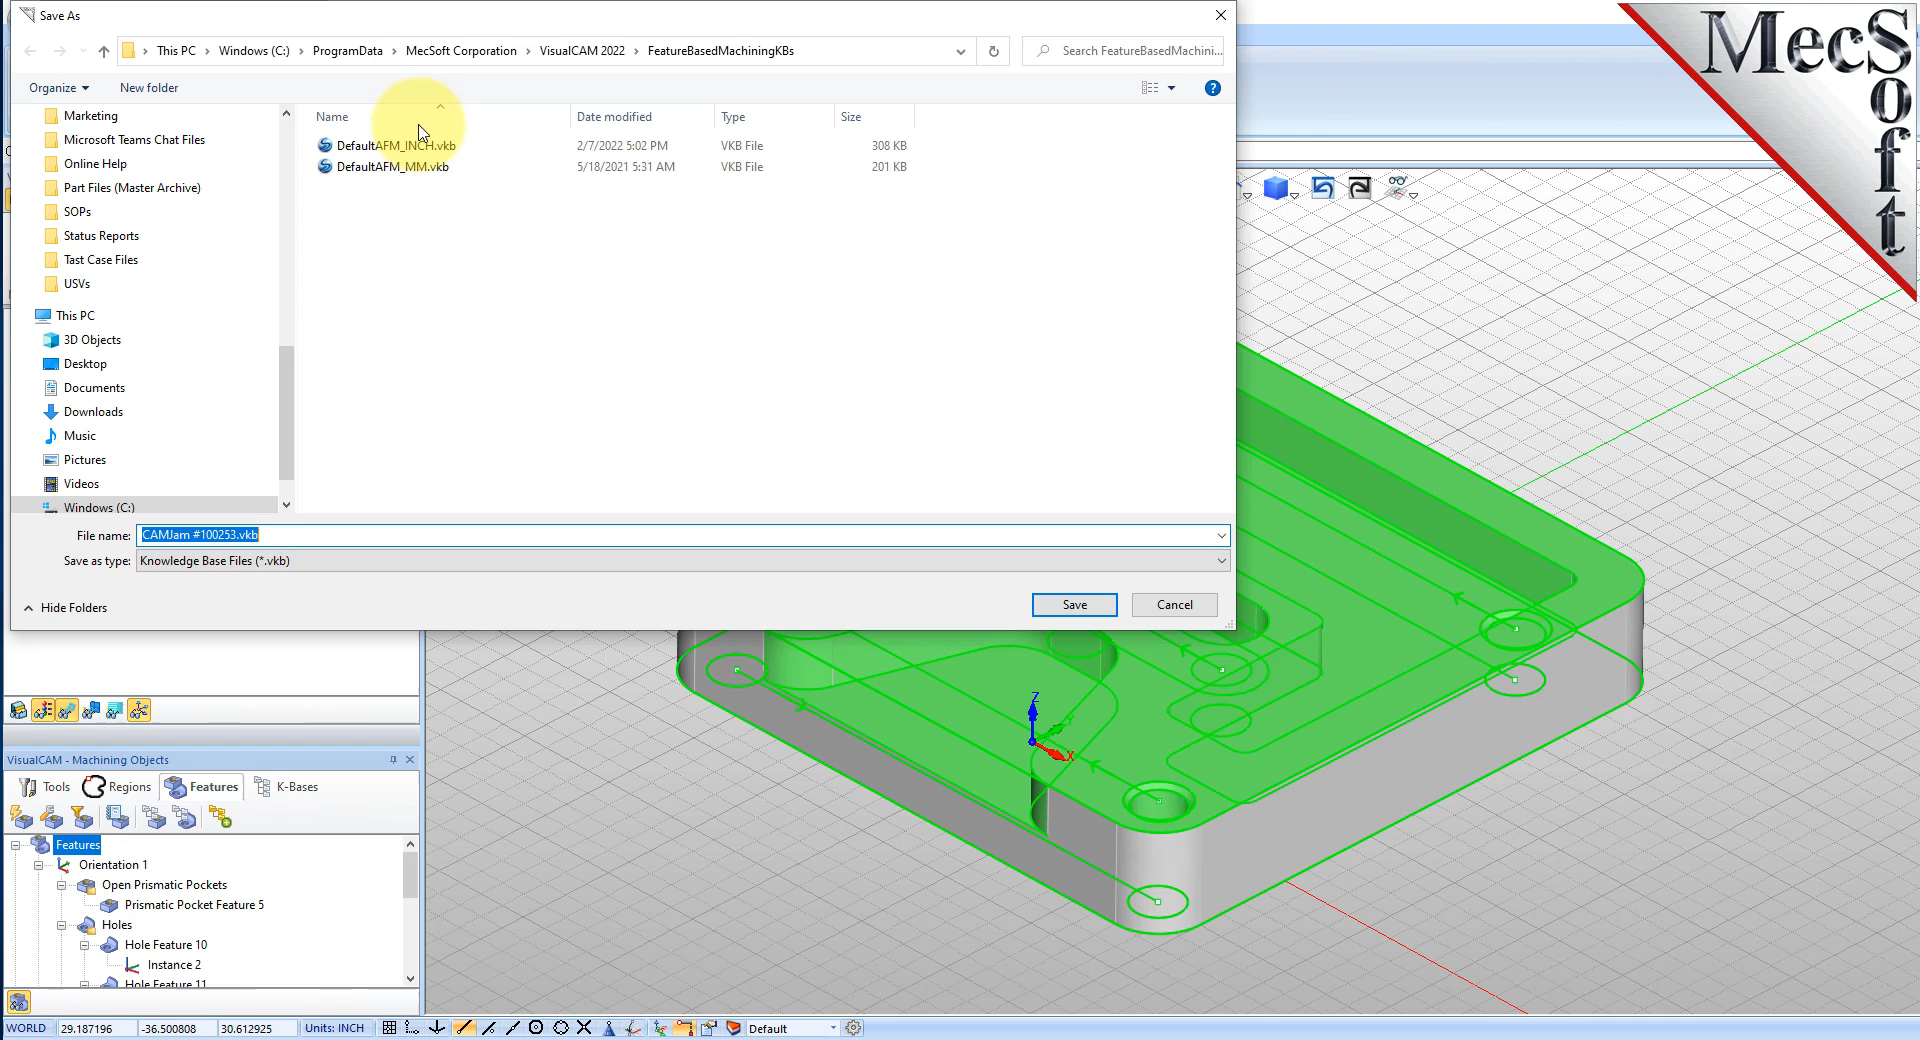 Save As
This PC > Windows (C:) > ProgramData > MecSoft Corporation > VisualCAM 2022 > FeatureBasedMachiningKBs
Search FeatureBasedMachini...
Organize
New folder
Name
Date modified
Type
Size
DefaultAFM_INCH.vkb
2/7/2022 5:02 PM
VKB File
308 KB
DefaultAFM_MM.vkb
5/18/2021 5:31 AM
VKB File
201 KB
Marketing
Microsoft Teams Chat Files
Online Help
Part Files (Master Archive)
SOPs
Status Reports
Tast Case Files
USVs
This PC
3D Objects
Desktop
Documents
Downloads
Music
Pictures
Videos
Windows (C:)
File name: CAMJam #100253.vkb
Save as type: Knowledge Base Files (*.vkb)
Hide Folders
Save
Cancel
MecSoft
Z
Y
X
VisualCAM - Machining Objects
Tools
Regions
Features
K-Bases
Features
Orientation 1
Open Prismatic Pockets
Prismatic Pocket Feature 5
Holes
Hole Feature 10
Instance 2
Hole Feature 11
WORLD
29.187196
-36.500808
30.612925
Units: INCH
Default